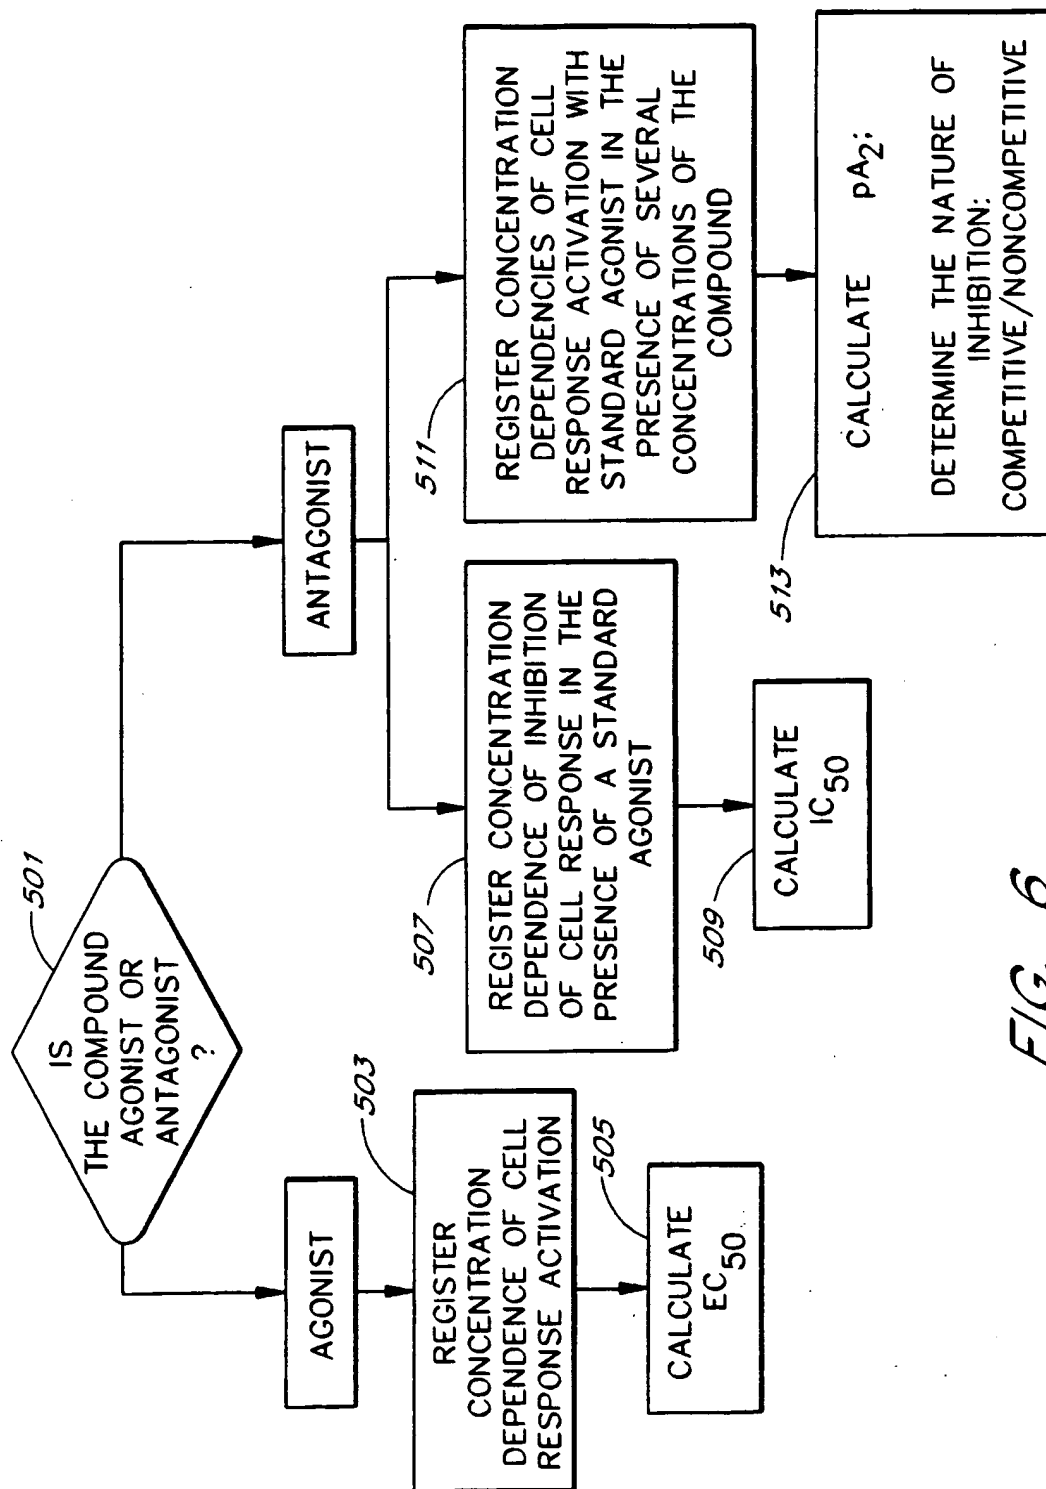 IS
THE COMPOUND
AGONIST OR
ANTAGONIST
?
501
AGONIST
503
REGISTER
CONCENTRATION
DEPENDENCE OF CELL
RESPONSE ACTIVATION
505
CALCULATE
EC50
ANTAGONIST
507
REGISTER CONCENTRATION
DEPENDENCE OF INHIBITION
OF CELL RESPONSE IN THE
PRESENCE OF A STANDARD
AGONIST
509
CALCULATE
IC50
511
REGISTER CONCENTRATION
DEPENDENCIES OF CELL
RESPONSE ACTIVATION WITH
STANDARD AGONIST IN THE
PRESENCE OF SEVERAL
CONCENTRATIONS OF THE
COMPOUND
513
CALCULATE pA2;
DETERMINE THE NATURE OF
INHIBITION:
COMPETITIVE/NONCOMPETITIVE
FIG. 6